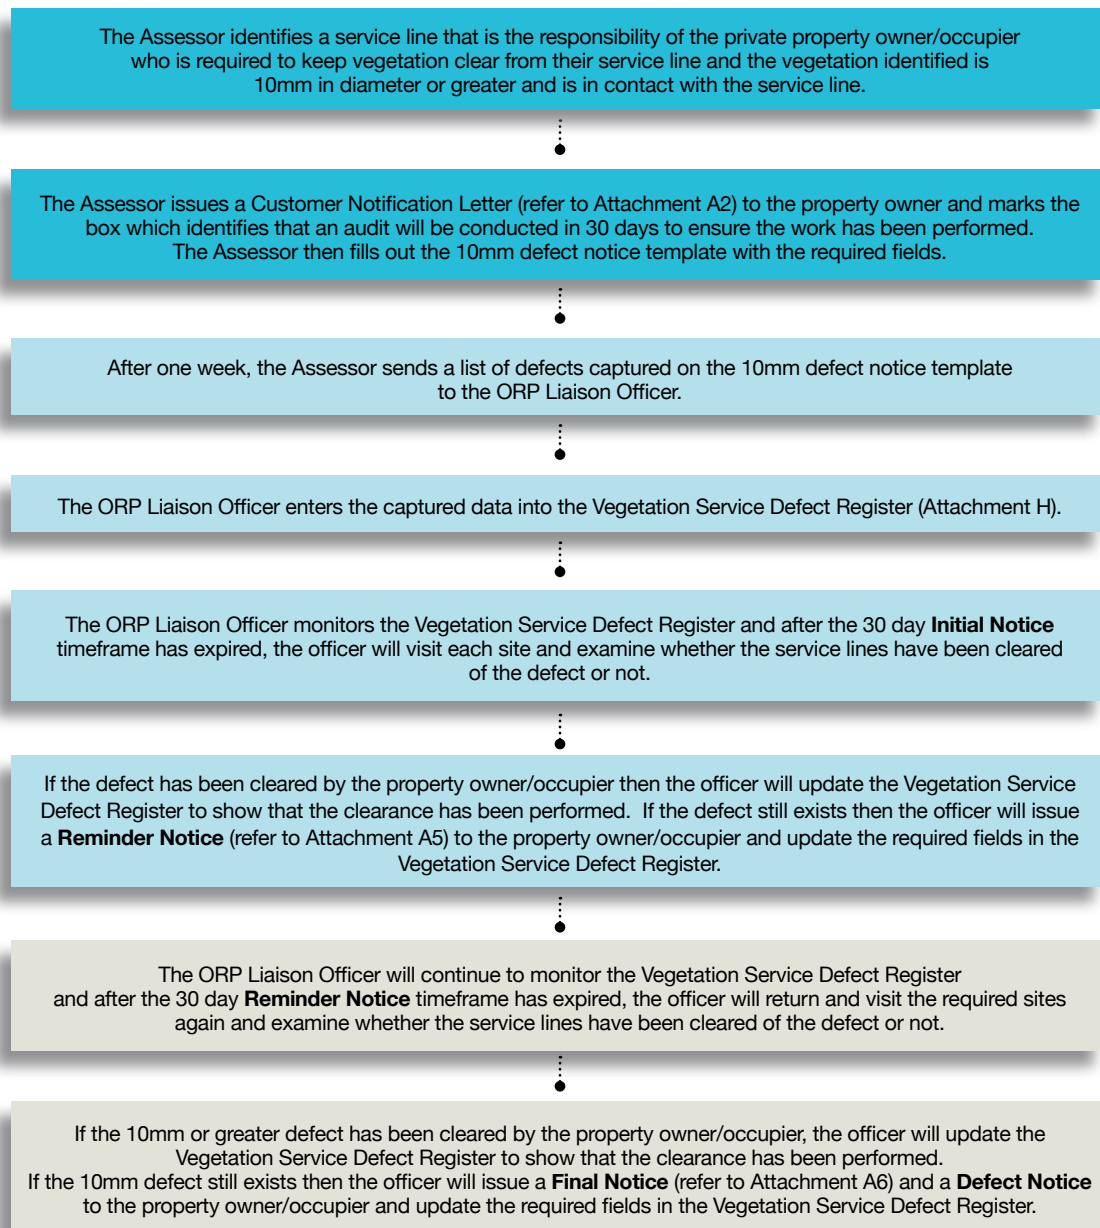 The Assessor identifies a service line that is the responsibility of the private property owner/occupier
who is required to keep vegetation clear from their service line and the vegetation identified is
10mm in diameter or greater and is in contact with the service line.
The Assessor issues a Customer Notification Letter (refer to Attachment A2) to the property owner and marks the
box which identifies that an audit will be conducted in 30 days to ensure the work has been performed.
The Assessor then fills out the 10mm defect notice template with the required fields.
After one week, the Assessor sends a list of defects captured on the 10mm defect notice template
to the ORP Liaison Officer.
The ORP Liaison Officer enters the captured data into the Vegetation Service Defect Register (Attachment H).
The ORP Liaison Officer monitors the Vegetation Service Defect Register and after the 30 day Initial Notice
timeframe has expired, the officer will visit each site and examine whether the service lines have been cleared
of the defect or not.
If the defect has been cleared by the property owner/occupier then the officer will update the Vegetation Service
Defect Register to show that the clearance has been performed.  If the defect still exists then the officer will issue
a Reminder Notice (refer to Attachment A5) to the property owner/occupier and update the required fields in the
Vegetation Service Defect Register.
The ORP Liaison Officer will continue to monitor the Vegetation Service Defect Register
and after the 30 day Reminder Notice timeframe has expired, the officer will return and visit the required sites
again and examine whether the service lines have been cleared of the defect or not.
If the 10mm or greater defect has been cleared by the property owner/occupier, the officer will update the
Vegetation Service Defect Register to show that the clearance has been performed.
If the 10mm defect still exists then the officer will issue a Final Notice (refer to Attachment A6) and a Defect Notice
to the property owner/occupier and update the required fields in the Vegetation Service Defect Register.